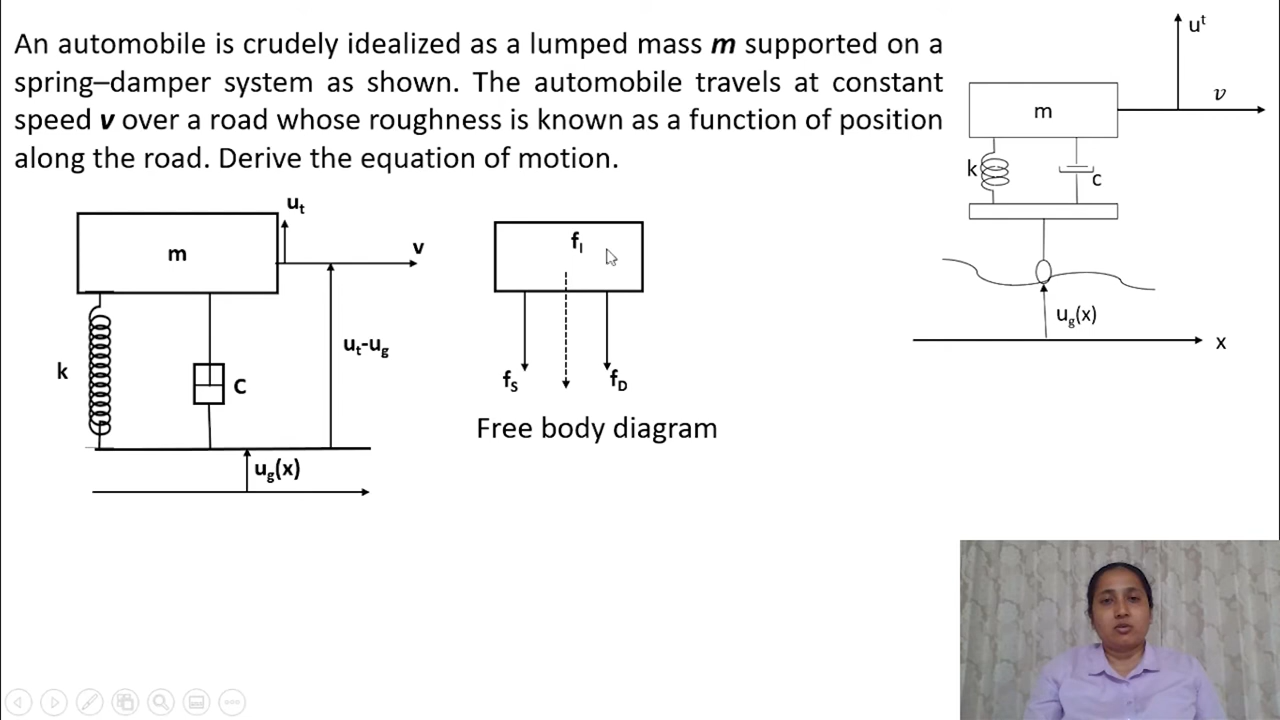 An automobile is crudely idealized as a lumped mass m supported on a
spring–damper system as shown. The automobile travels at constant
speed v over a road whose roughness is known as a function of position
along the road. Derive the equation of motion.
uᵗ
v
m
k
c
u_g(x)
x
u_t
v
m
k
C
u_t-u_g
u_g(x)
f_I
f_S
f_D
Free body diagram